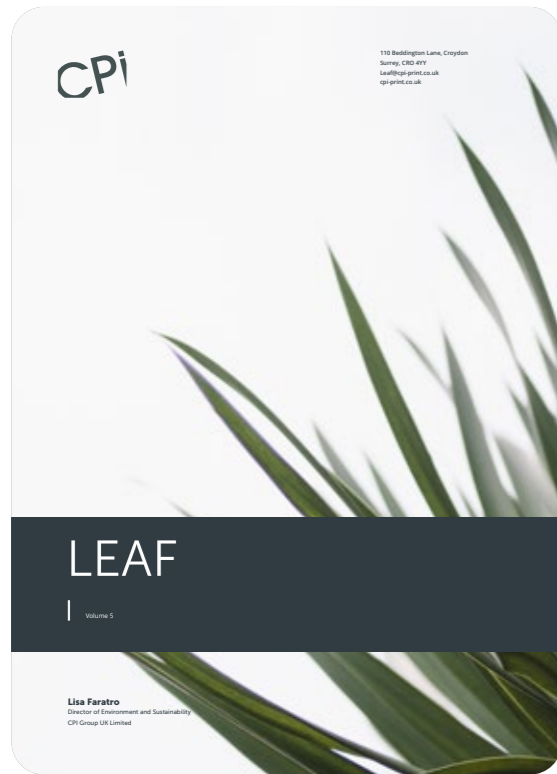 CPi
110 Beddington Lane, Croydon
Surrey, CR0 4YY
Leaf@cpi-print.co.uk
cpi-print.co.uk
LEAF
Volume 5
Lisa Faratro
Director of Environment and Sustainability
CPI Group UK Limited